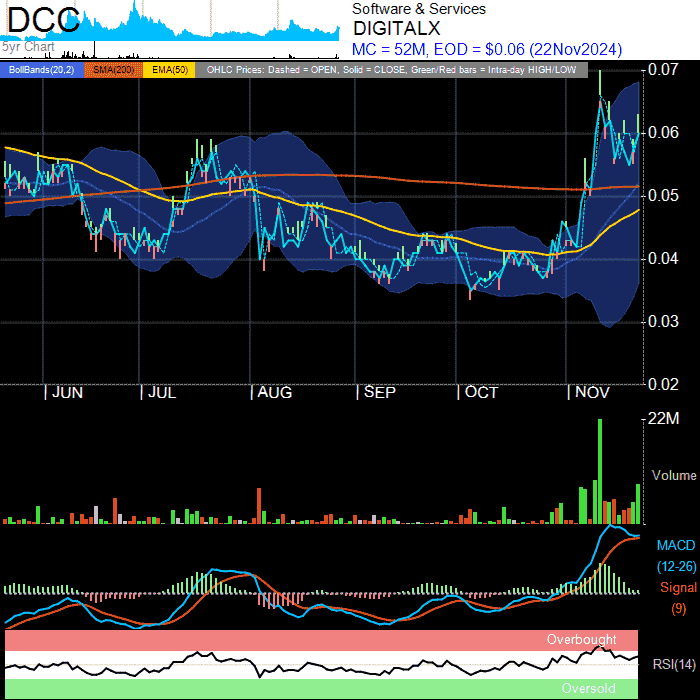 DCC
5yr Chart
Software & Services
DIGITALX
MC = 52M, EOD = $0.06 (22Nov2024)
BollBands(20,2) SMA(200) EMA(50) OHLC Prices: Dashed = OPEN, Solid = CLOSE, Green/Red bars = Intra-day HIGH/LOW
0.07
0.06
0.05
0.04
0.03
0.02
| JUN | JUL | AUG | SEP | OCT | NOV
22M
Volume
MACD
(12-26)
Signal
(9)
Overbought
RSI(14)
Oversold